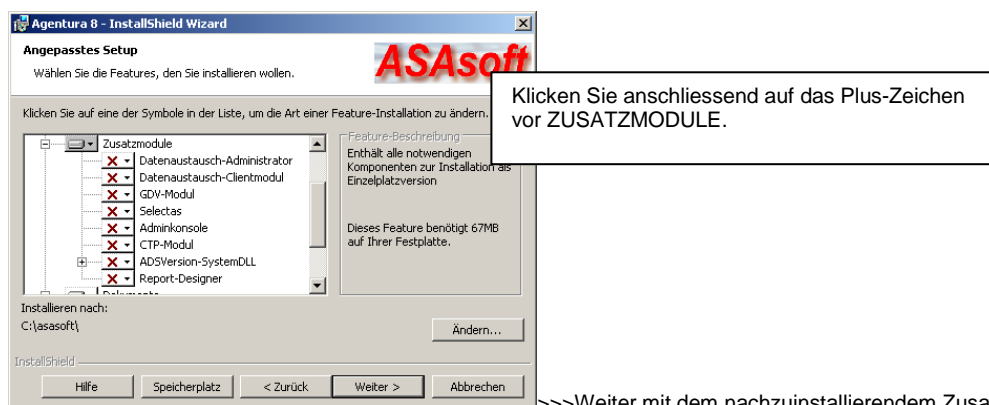 Agentura 8 - InstallShield Wizard
Angepasstes Setup
Wählen Sie die Features, den Sie installieren wollen.
ASAsoft
Klicken Sie anschliessend auf das Plus-Zeichen
vor ZUSATZMODULE.
Klicken Sie auf eine der Symbole in der Liste, um die Art einer Feature-Installation zu ändern.
Zusatzmodule
Datenaustausch-Administrator
Datenaustausch-Clientmodul
GDV-Modul
Selectas
Adminkonsole
CTP-Modul
ADSVersion-SystemDLL
Report-Designer
Feature-Beschreibung
Enthält alle notwendigen
Komponenten zur Installation als
Einzelplatzversion
Dieses Feature benötigt 67MB
auf Ihrer Festplatte.
Installieren nach:
C:\asasoft\
Ändern...
InstallShield
Hilfe
Speicherplatz
< Zurück
Weiter >
Abbrechen
>>>Weiter mit dem nachzuinstallierendem Zusa